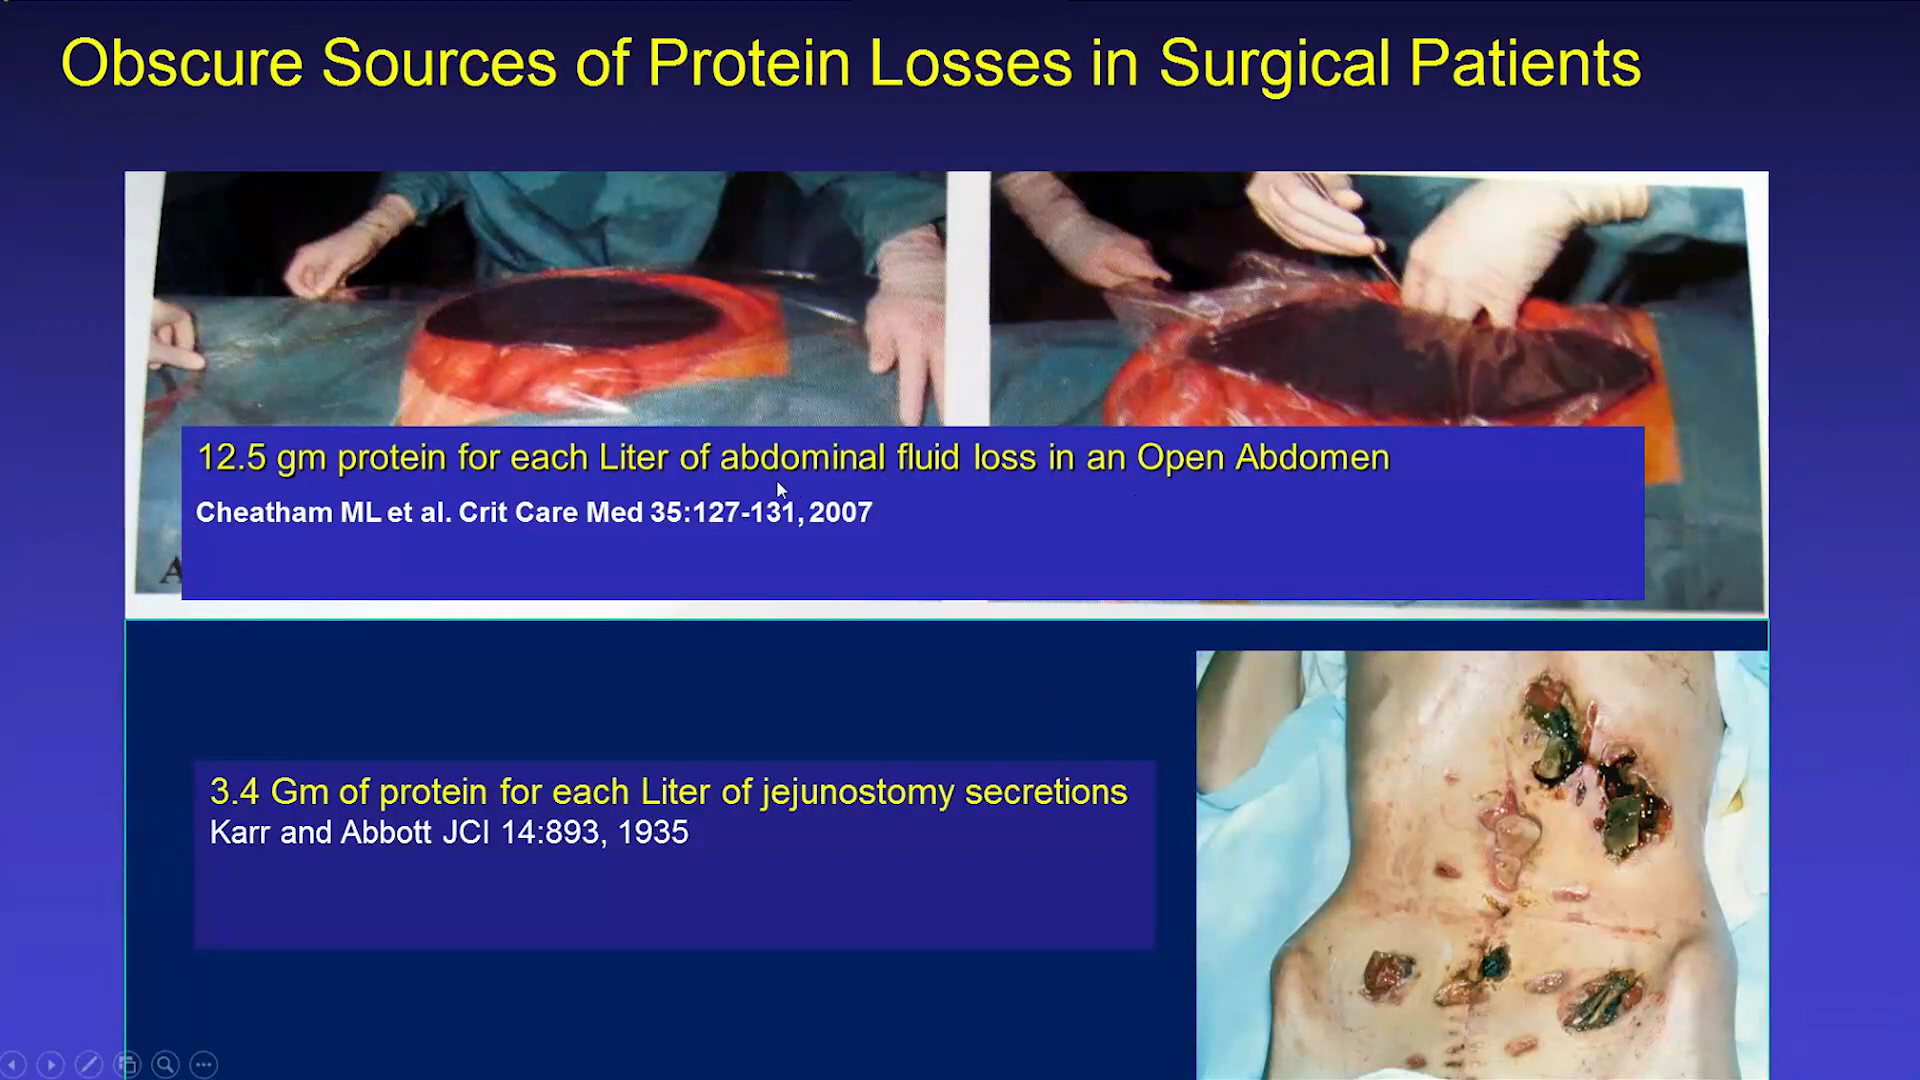 Obscure Sources of Protein Losses in Surgical Patients
12.5 gm protein for each Liter of abdominal fluid loss in an Open Abdomen
Cheatham ML et al. Crit Care Med 35:127-131, 2007
A
3.4 Gm of protein for each Liter of jejunostomy secretions
Karr and Abbott JCI 14:893, 1935